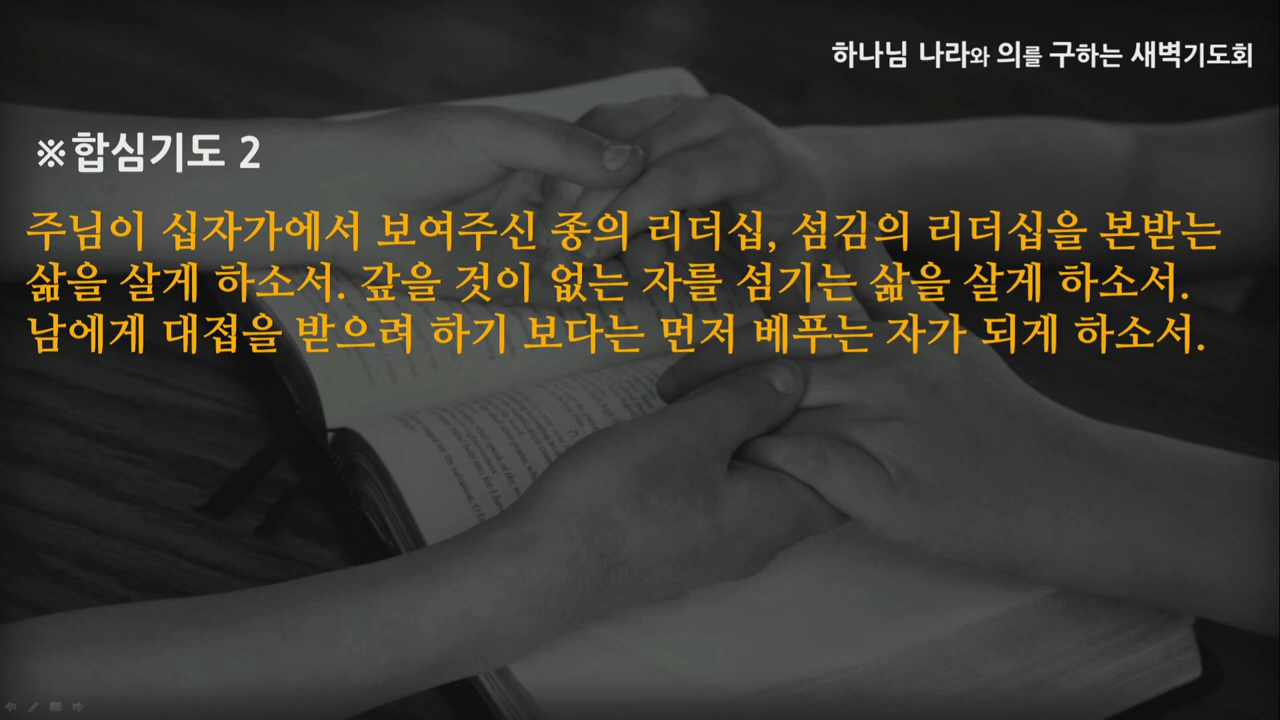 하나님 나라와 의를 구하는 새벽기도회
※합심기도 2
주님이 십자가에서 보여주신 종의 리더십, 섬김의 리더십을 본받는
삶을 살게 하소서. 갚을 것이 없는 자를 섬기는 삶을 살게 하소서.
남에게 대접을 받으려 하기 보다는 먼저 베푸는 자가 되게 하소서.